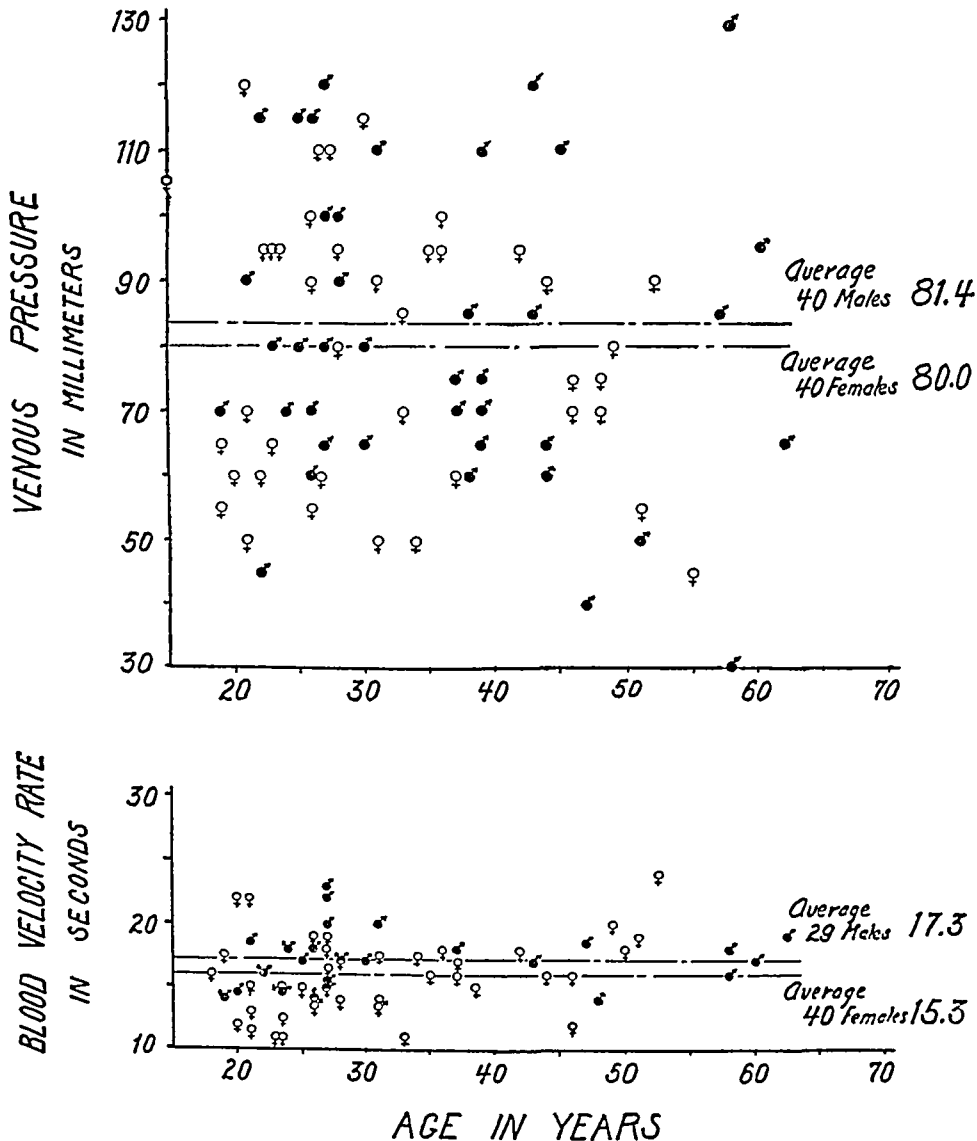 130
110
90
70
50
30
VENOUS PRESSURE
IN MILLIMETERS
Average
40 Males 81.4
Average
40 Females 80.0
20 30 40 50 60 70
BLOOD VELOCITY RATE
IN SECONDS
30
20
10
Average
29 Males 17.3
Average
40 Females 15.3
20 30 40 50 60 70
AGE IN YEARS